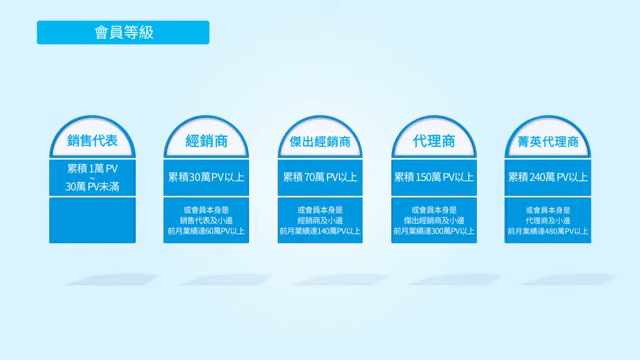 會員等級
銷售代表
累積 1萬 PV
~
30萬 PV未滿
經銷商
累積30萬PV以上
或會員本身是
銷售代表及小邊
前月業績達60萬PV以上
傑出經銷商
累積 70萬 PV以上
或會員本身是
經銷商及小邊
前月業績達140萬PV以上
代理商
累積 150萬 PV以上
或會員本身是
傑出經銷商及小邊
前月業績達300萬PV以上
菁英代理商
累積 240萬 PV以上
或會員本身是
代理商及小邊
前月業績達480萬PV以上